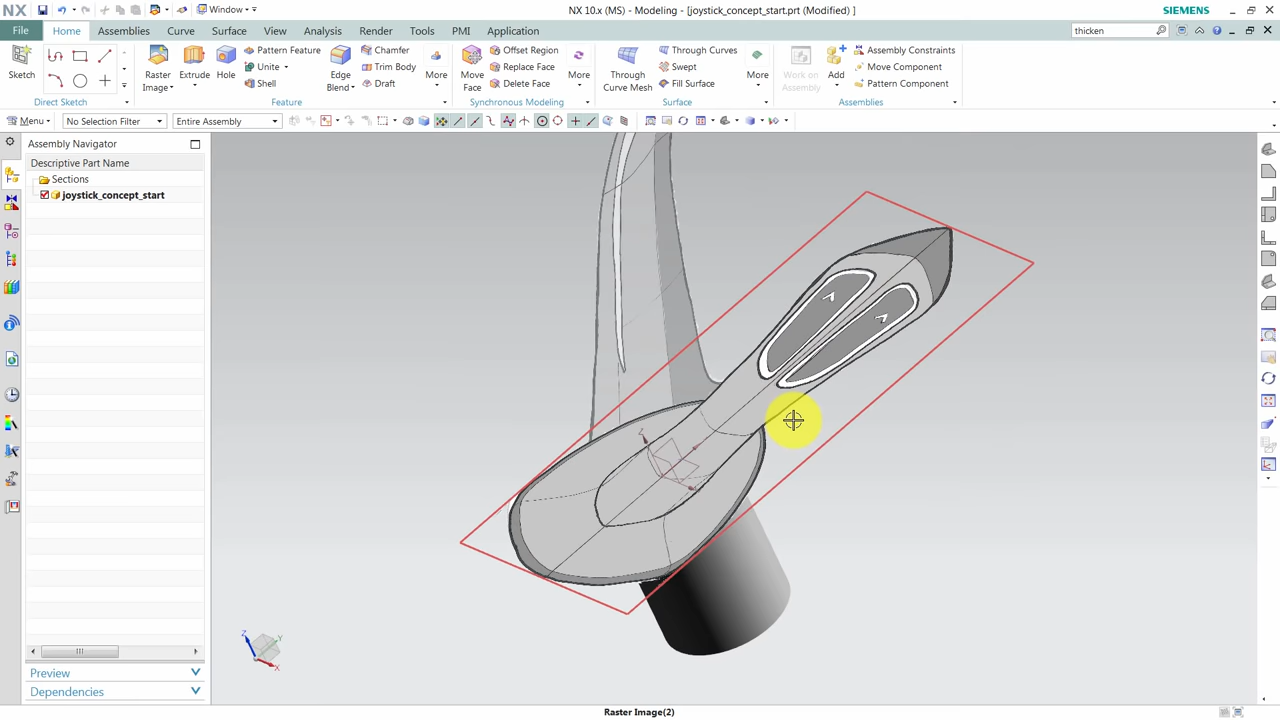 NX
Window
NX 10.x (MS) - Modeling - [joystick_concept_start.prt (Modified) ]
SIEMENS
File
Home
Assemblies
Curve
Surface
View
Analysis
Render
Tools
PMI
Application
thicken
Sketch
Direct Sketch
Raster Image
Extrude
Hole
Pattern Feature
Unite
Shell
Edge Blend
Chamfer
Trim Body
Draft
More
Feature
Move Face
Offset Region
Replace Face
Delete Face
More
Synchronous Modeling
Through Curve Mesh
Through Curves
Swept
Fill Surface
More
Surface
Work on Assembly
Add
Assembly Constraints
Move Component
Pattern Component
Assemblies
Menu
No Selection Filter
Entire Assembly
Assembly Navigator
Descriptive Part Name
Sections
joystick_concept_start
Preview
Dependencies
Z
Y
X
Raster Image(2)